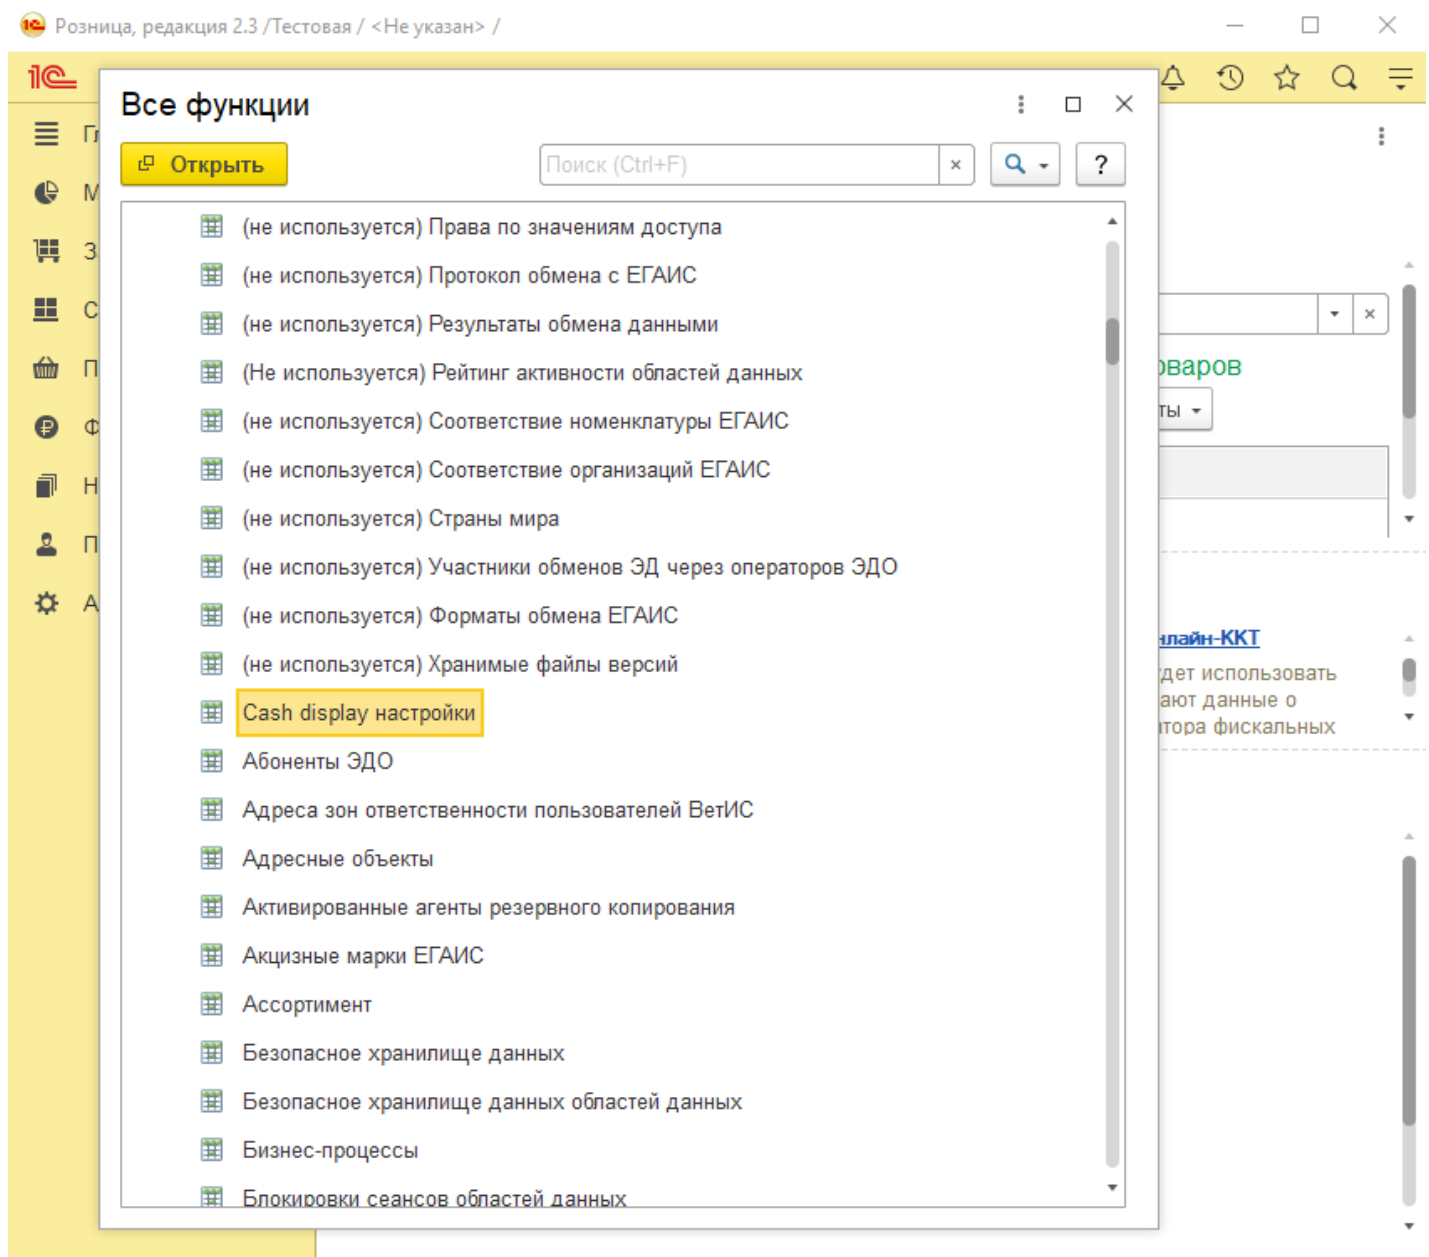 Розница, редакция 2.3 /Тестовая / <Не указан> /
1С
Все функции
Открыть
Поиск (Ctrl+F)
×
?
Гл
М
З
С
П
Ф
Н
П
А
(не используется) Права по значениям доступа
(не используется) Протокол обмена с ЕГАИС
(не используется) Результаты обмена данными
(Не используется) Рейтинг активности областей данных
(не используется) Соответствие номенклатуры ЕГАИС
(не используется) Соответствие организаций ЕГАИС
(не используется) Страны мира
(не используется) Участники обменов ЭД через операторов ЭДО
(не используется) Форматы обмена ЕГАИС
(не используется) Хранимые файлы версий
Cash display настройки
Абоненты ЭДО
Адреса зон ответственности пользователей ВетИС
Адресные объекты
Активированные агенты резервного копирования
Акцизные марки ЕГАИС
Ассортимент
Безопасное хранилище данных
Безопасное хранилище данных областей данных
Бизнес-процессы
Блокировки сеансов областей данных
оваров
ты
нлайн-ККТ
дет использовать
ают данные о
тора фискальных